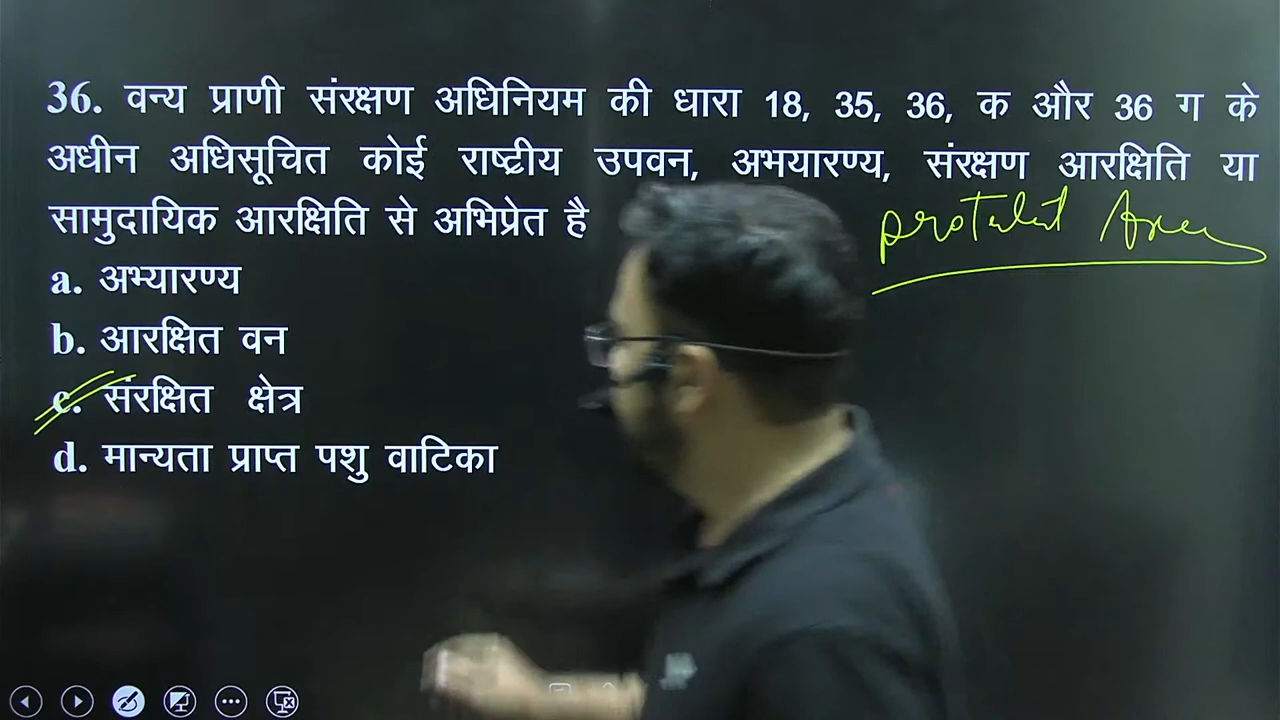 36. वन्य प्राणी संरक्षण अधिनियम की धारा 18, 35, 36, क और 36 ग के
अधीन अधिसूचित कोई राष्ट्रीय उपवन, अभयारण्य, संरक्षण आरक्षिति या
सामुदायिक आरक्षिति से अभिप्रेत है
protected Area
a. अभ्यारण्य
b. आरक्षित वन
c. संरक्षित क्षेत्र
d. मान्यता प्राप्त पशु वाटिका